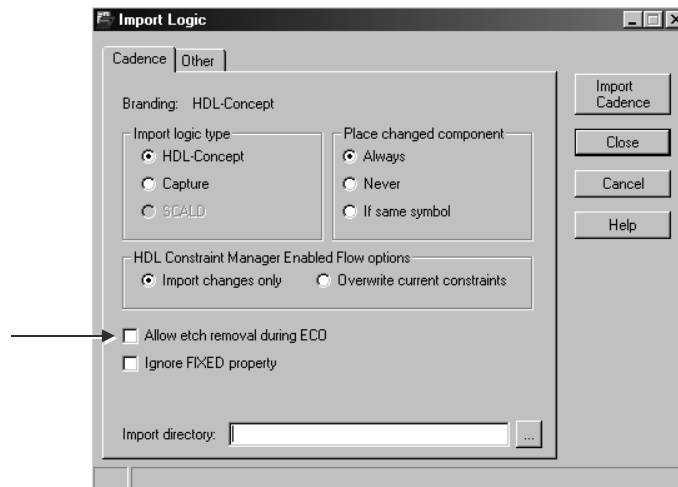 Import Logic
Cadence Other
Branding: HDL-Concept
Import logic type
HDL-Concept
Capture
SCALD
Place changed component
Always
Never
If same symbol
HDL Constraint Manager Enabled Flow options
Import changes only Overwrite current constraints
Allow etch removal during ECO
Ignore FIXED property
Import directory: ...
Import
Cadence
Close
Cancel
Help